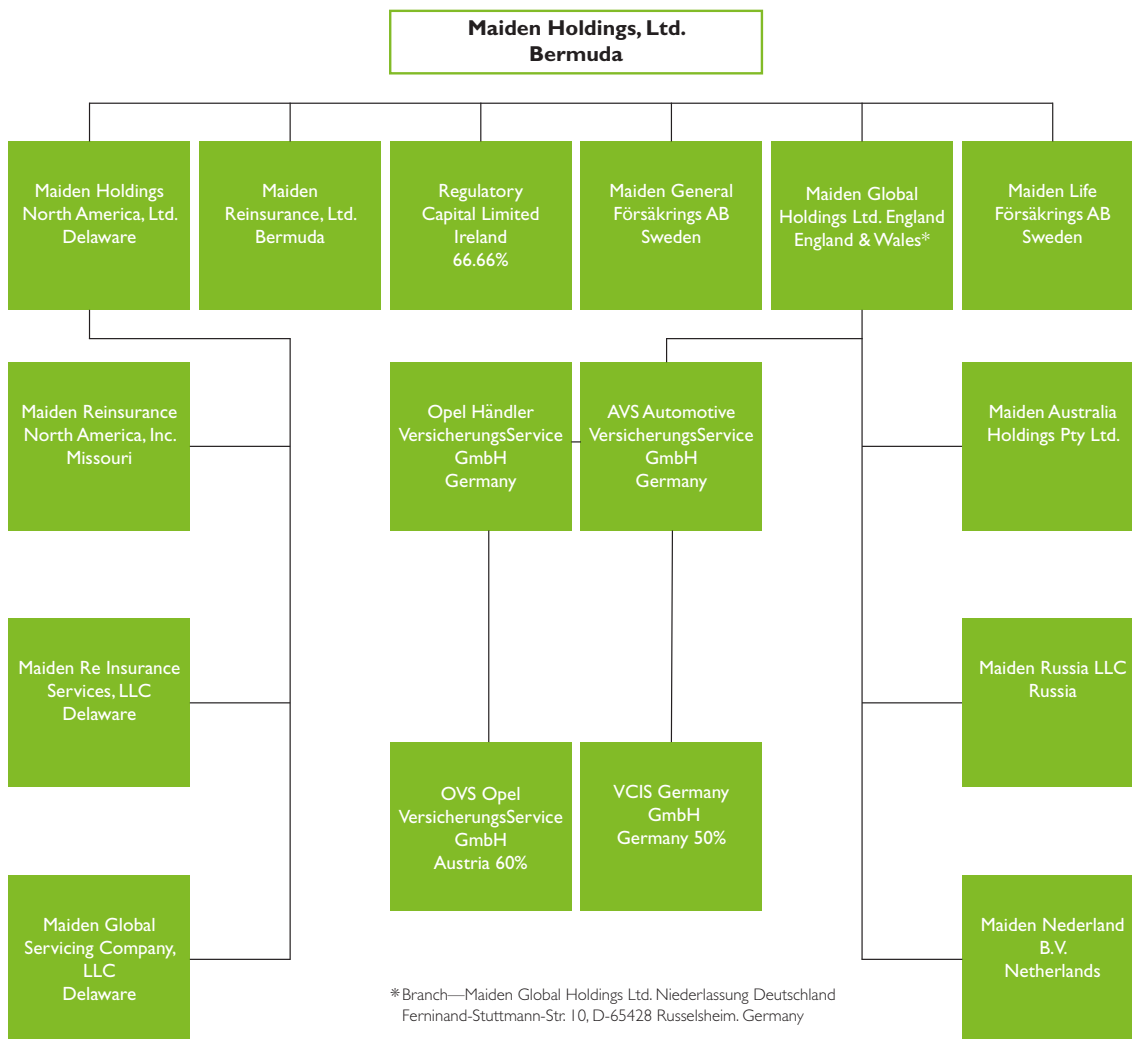 Maiden Holdings, Ltd.
Bermuda
Maiden Holdings
North America, Ltd.
Delaware
Maiden
Reinsurance, Ltd.
Bermuda
Regulatory
Capital Limited
Ireland
66.66%
Maiden General
Försäkrings AB
Sweden
Maiden Global
Holdings Ltd. England
England & Wales*
Maiden Life
Försäkrings AB
Sweden
Maiden Reinsurance
North America, Inc.
Missouri
Opel Händler
VersicherungsService
GmbH
Germany
AVS Automotive
VersicherungsService
GmbH
Germany
Maiden Australia
Holdings Pty Ltd.
Maiden Re Insurance
Services, LLC
Delaware
Maiden Russia LLC
Russia
OVS Opel
VersicherungsService
GmbH
Austria 60%
VCIS Germany
GmbH
Germany 50%
Maiden Global
Servicing Company,
LLC
Delaware
Maiden Nederland
B.V.
Netherlands
*Branch—Maiden Global Holdings Ltd. Niederlassung Deutschland
Ferninand-Stuttmann-Str. 10, D-65428 Russelsheim. Germany